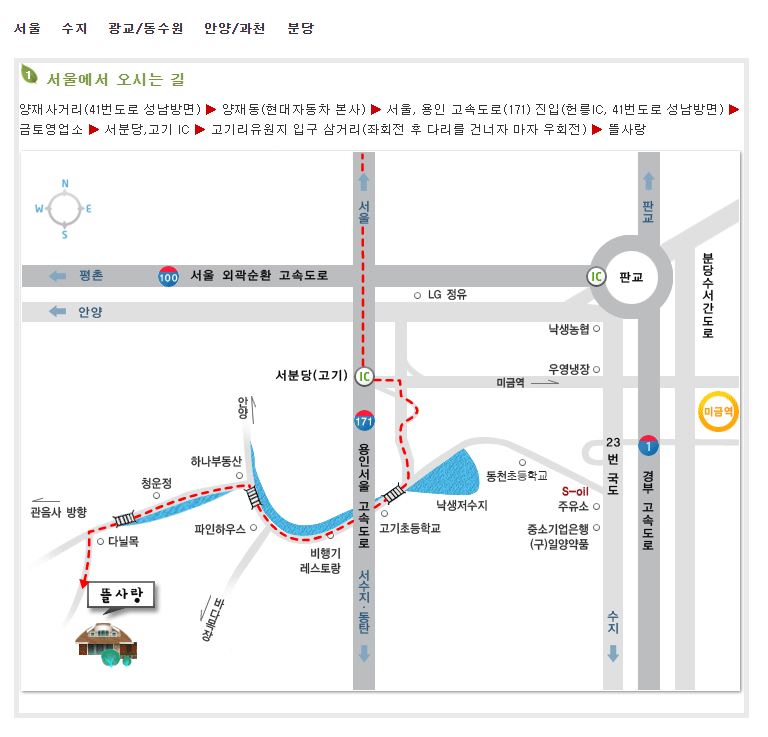 서울 수지 광교/동수원 안양/과천 분당
1 서울에서 오시는 길
양재사거리(41번도로 성남방면) ▶ 양재동(현대자동차 본사) ▶ 서울, 용인 고속도로(171) 진입(헌릉IC, 41번도로 성남방면) ▶
금토영업소 ▶ 서분당,고기 IC ▶ 고기리유원지 입구 삼거리(좌회전 후 다리를 건너자 마자 우회전) ▶ 뜰사랑
N
W E
S
서울
판교
평촌
100
서울 외곽순환 고속도로
IC
판교
분당수서간도로
LG 정유
안양
낙생농협
우영냉장
서분당(고기)
IC
미금역
미금역
안양
171
용인서울 고속도로
23번 국도
1
경부 고속도로
하나부동산
청운정
동천초등학교
낙생저수지
S-oil
주유소
관음사 방향
파인하우스
고기초등학교
중소기업은행
(구)일양약품
다닐목
비행기
레스토랑
뜰사랑
서수지·동탄
수지